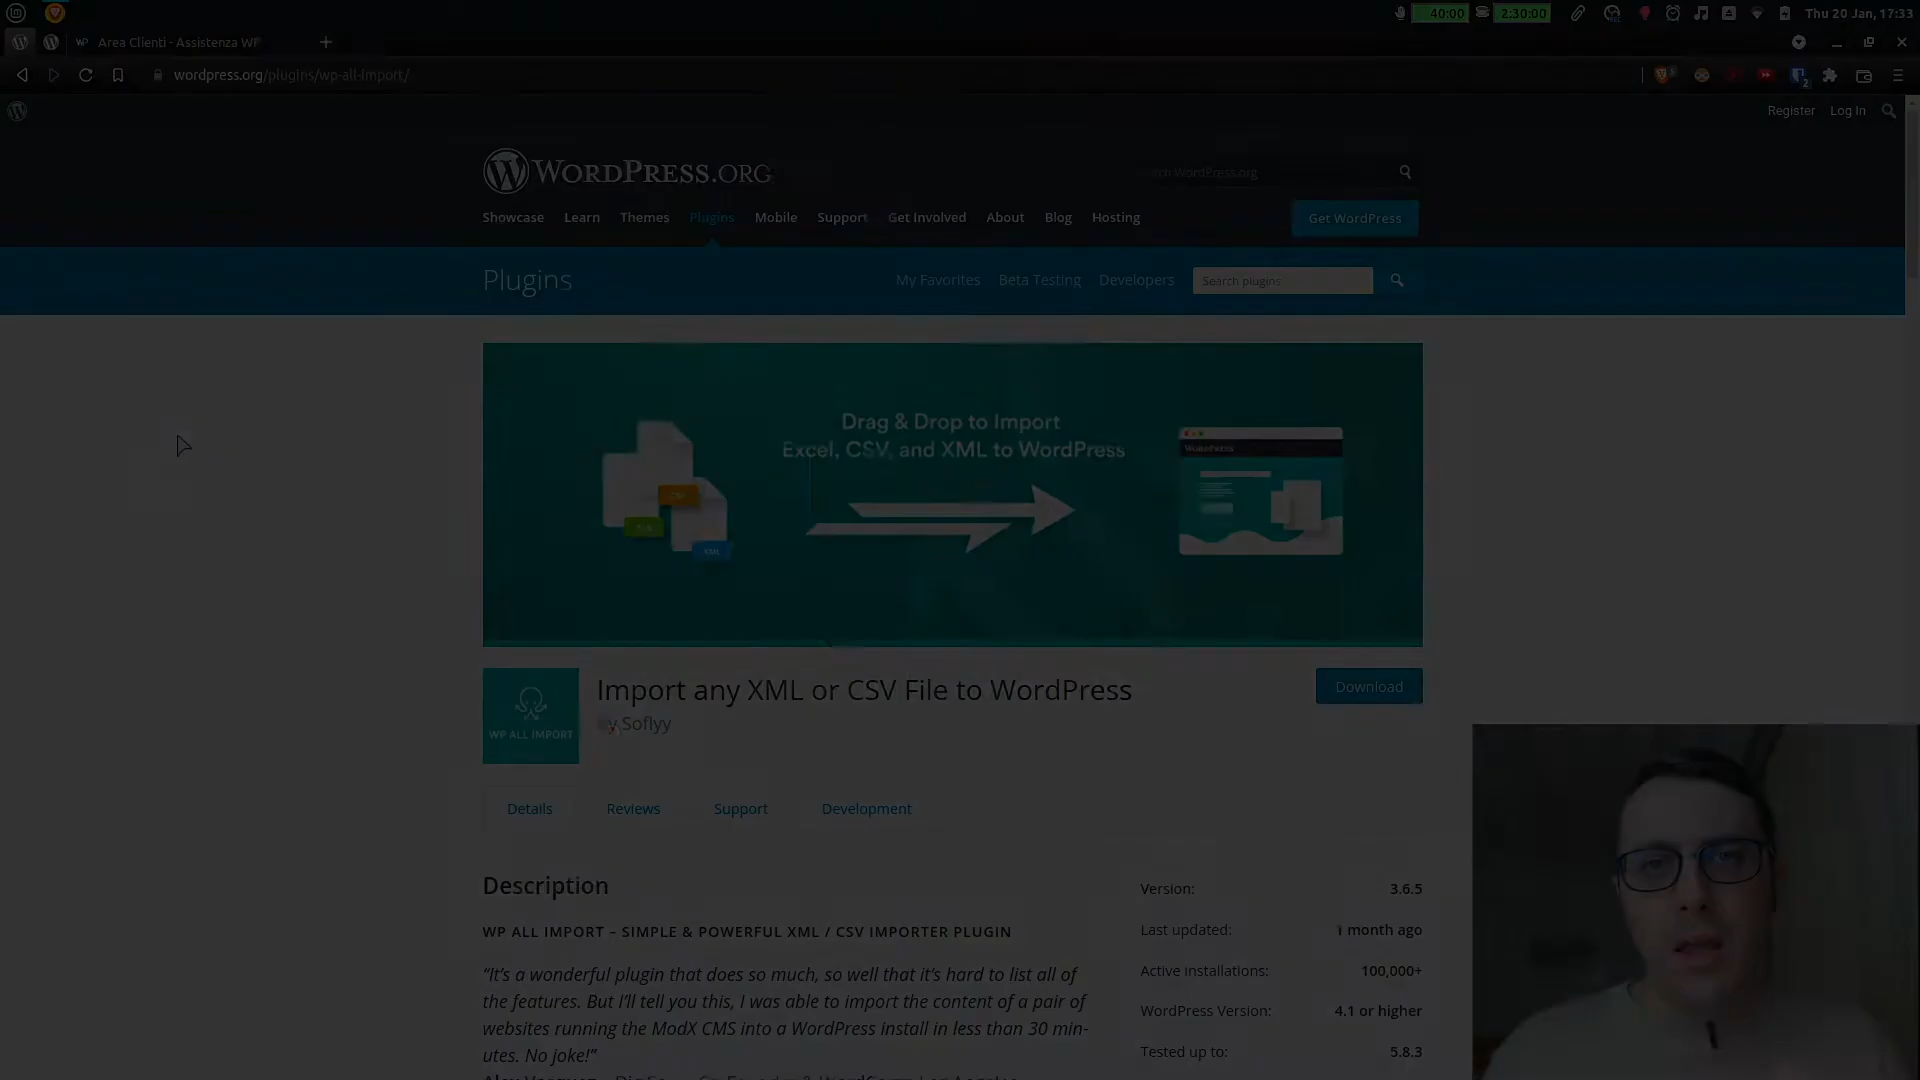 40:00 2:30:00 Thu 20 Jan, 17:33
WP Area Clienti - Assistenza WP
wordpress.org/plugins/wp-all-import/
Register Log In
WORDPRESS.ORG
WordPress.org
Showcase Learn Themes Plugins Mobile Support Get Involved About Blog Hosting Get WordPress
Plugins My Favorites Beta Testing Developers Search plugins
Drag & Drop to Import
Excel, CSV, and XML to WordPress
CSV
XML
WP ALL IMPORT
Import any XML or CSV File to WordPress
By Soflyy
Download
Details Reviews Support Development
Description
WP ALL IMPORT – SIMPLE & POWERFUL XML / CSV IMPORTER PLUGIN
“It’s a wonderful plugin that does so much, so well that it’s hard to list all of
the features. But I’ll tell you this, I was able to import the content of a pair of
websites running the ModX CMS into a WordPress install in less than 30 min-
utes. No joke!”
Version: 3.6.5
Last updated: 1 month ago
Active installations: 100,000+
WordPress Version: 4.1 or higher
Tested up to: 5.8.3